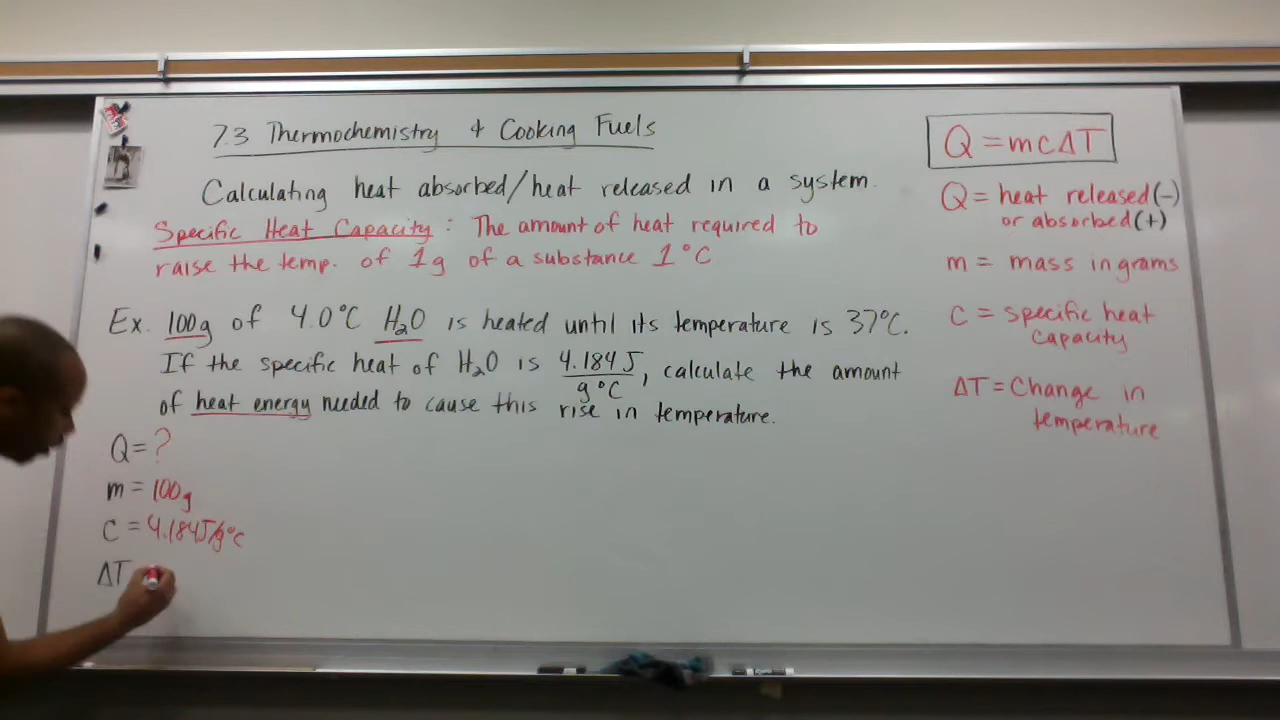 7.3 Thermochemistry + Cooking Fuels
Calculating heat absorbed/heat released in a system.
Specific Heat Capacity: The amount of heat required to
raise the temp. of 1g of a substance 1°C
Ex. 100g of 4.0°C H₂O is heated until its temperature is 37°C.
If the specific heat of H₂O is 4.184J/g°C, calculate the amount
of heat energy needed to cause this rise in temperature.
Q = ?
m = 100g
C = 4.184J/g°C
ΔT
Q = mcΔT
Q = heat released (-)
or absorbed (+)
m = mass in grams
C = specific heat
capacity
ΔT = Change in
temperature